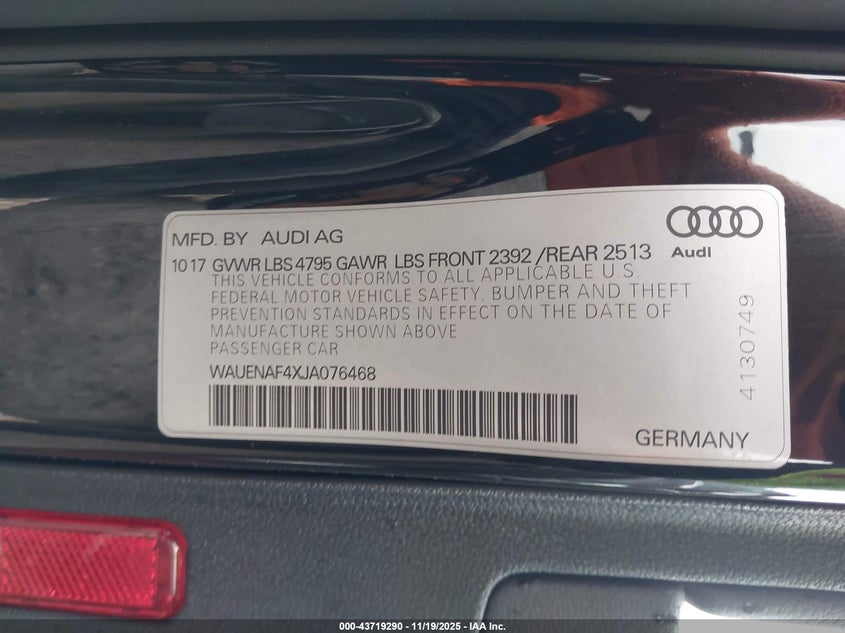 MFD. BY AUDI AG
Audi
10 17 GVWR LBS 4795 GAWR LBS FRONT 2392 /REAR 2513
THIS VEHICLE CONFORMS TO ALL APPLICABLE U.S.
FEDERAL MOTOR VEHICLE SAFETY, BUMPER AND THEFT
PREVENTION STANDARDS IN EFFECT ON THE DATE OF
MANUFACTURE SHOWN ABOVE
PASSENGER CAR
WAUENAF4XJA076468
4130749
GERMANY
000-43719290 - 11/19/2025 - IAA Inc.